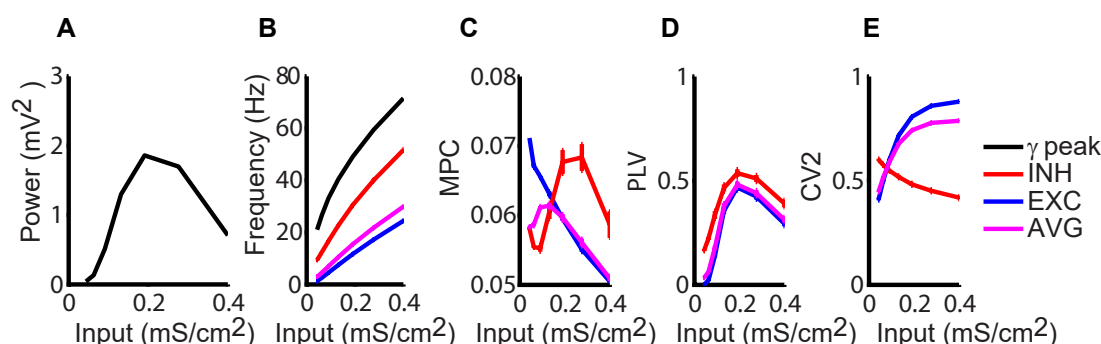 A
B
C
D
E
Power (mV2)
3
2
1
0
0
0.2
0.4
Input (mS/cm2)
Frequency (Hz)
80
60
40
20
0
0
0.2
0.4
Input (mS/cm2)
MPC
0.08
0.07
0.06
0.05
0
0.2
0.4
Input (mS/cm2)
PLV
1
0.5
0
0
0.2
0.4
Input (mS/cm2)
CV2
1
0.5
0
0
0.2
0.4
Input (mS/cm2)
γ peak
INH
EXC
AVG